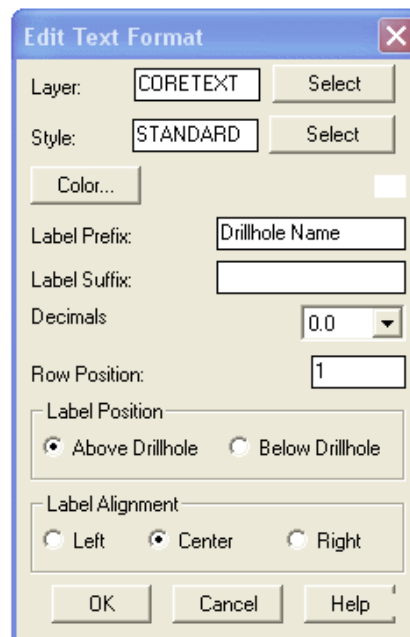 Edit Text Format
Layer: CORETEXT Select
Style: STANDARD Select
Color...
Label Prefix: Drillhole Name
Label Suffix:
Decimals 0.0
Row Position: 1
Label Position
Above Drillhole Below Drillhole
Label Alignment
Left Center Right
OK Cancel Help